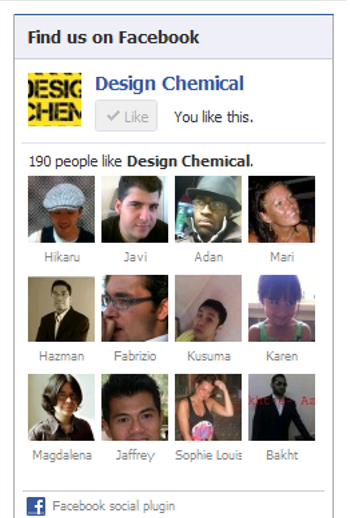 Find us on Facebook
DESIG
CHEN
Design Chemical
Like
You like this.
190 people like Design Chemical.
Hikaru Javi Adan Mari
Hazman Fabrizio Kusuma Karen
Magdalena Jaffrey Sophie Louis Bakht
Facebook social plugin